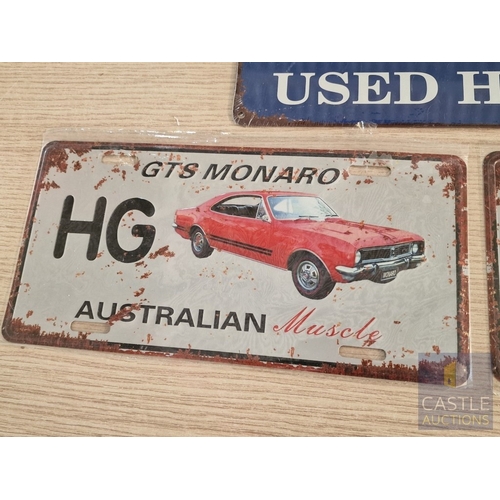 USED H
GTS MONARO
HG
AUSTRALIAN Muscle
CASTLE
AUCTIONS